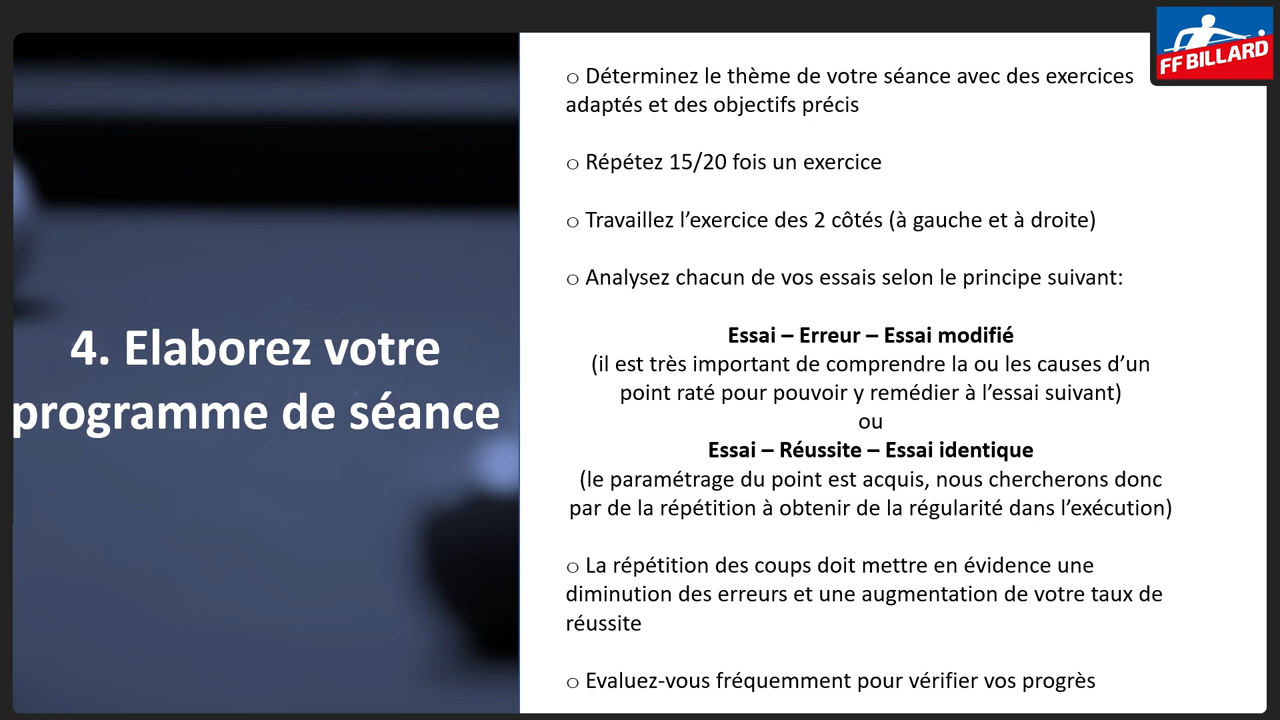 FF BILLARD
4. Elaborez votre
programme de séance
○ Déterminez le thème de votre séance avec des exercices
adaptés et des objectifs précis
○ Répétez 15/20 fois un exercice
○ Travaillez l’exercice des 2 côtés (à gauche et à droite)
○ Analysez chacun de vos essais selon le principe suivant:
Essai – Erreur – Essai modifié
(il est très important de comprendre la ou les causes d’un
point raté pour pouvoir y remédier à l’essai suivant)
ou
Essai – Réussite – Essai identique
(le paramétrage du point est acquis, nous chercherons donc
par de la répétition à obtenir de la régularité dans l’exécution)
○ La répétition des coups doit mettre en évidence une
diminution des erreurs et une augmentation de votre taux de
réussite
○ Evaluez-vous fréquemment pour vérifier vos progrès